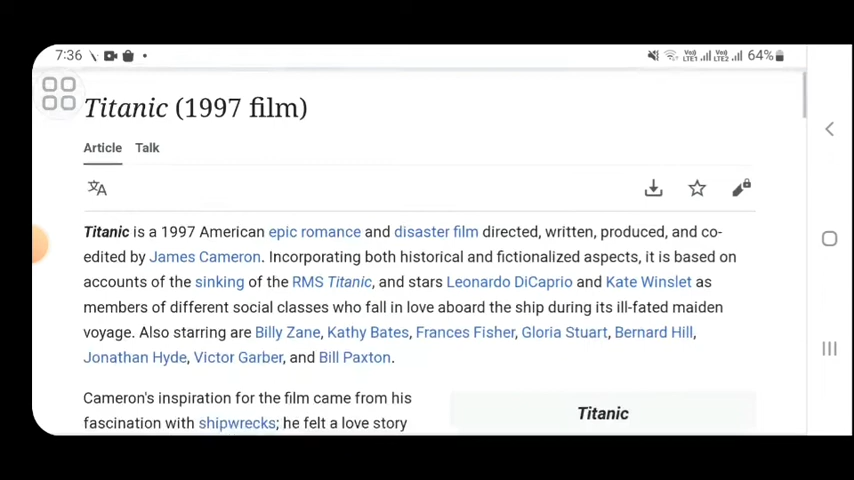 7:36
LTE1 LTE2 64%
Titanic (1997 film)
Article Talk
Titanic is a 1997 American epic romance and disaster film directed, written, produced, and co-
edited by James Cameron. Incorporating both historical and fictionalized aspects, it is based on
accounts of the sinking of the RMS Titanic, and stars Leonardo DiCaprio and Kate Winslet as
members of different social classes who fall in love aboard the ship during its ill-fated maiden
voyage. Also starring are Billy Zane, Kathy Bates, Frances Fisher, Gloria Stuart, Bernard Hill,
Jonathan Hyde, Victor Garber, and Bill Paxton.
Cameron's inspiration for the film came from his
fascination with shipwrecks; he felt a love story
Titanic